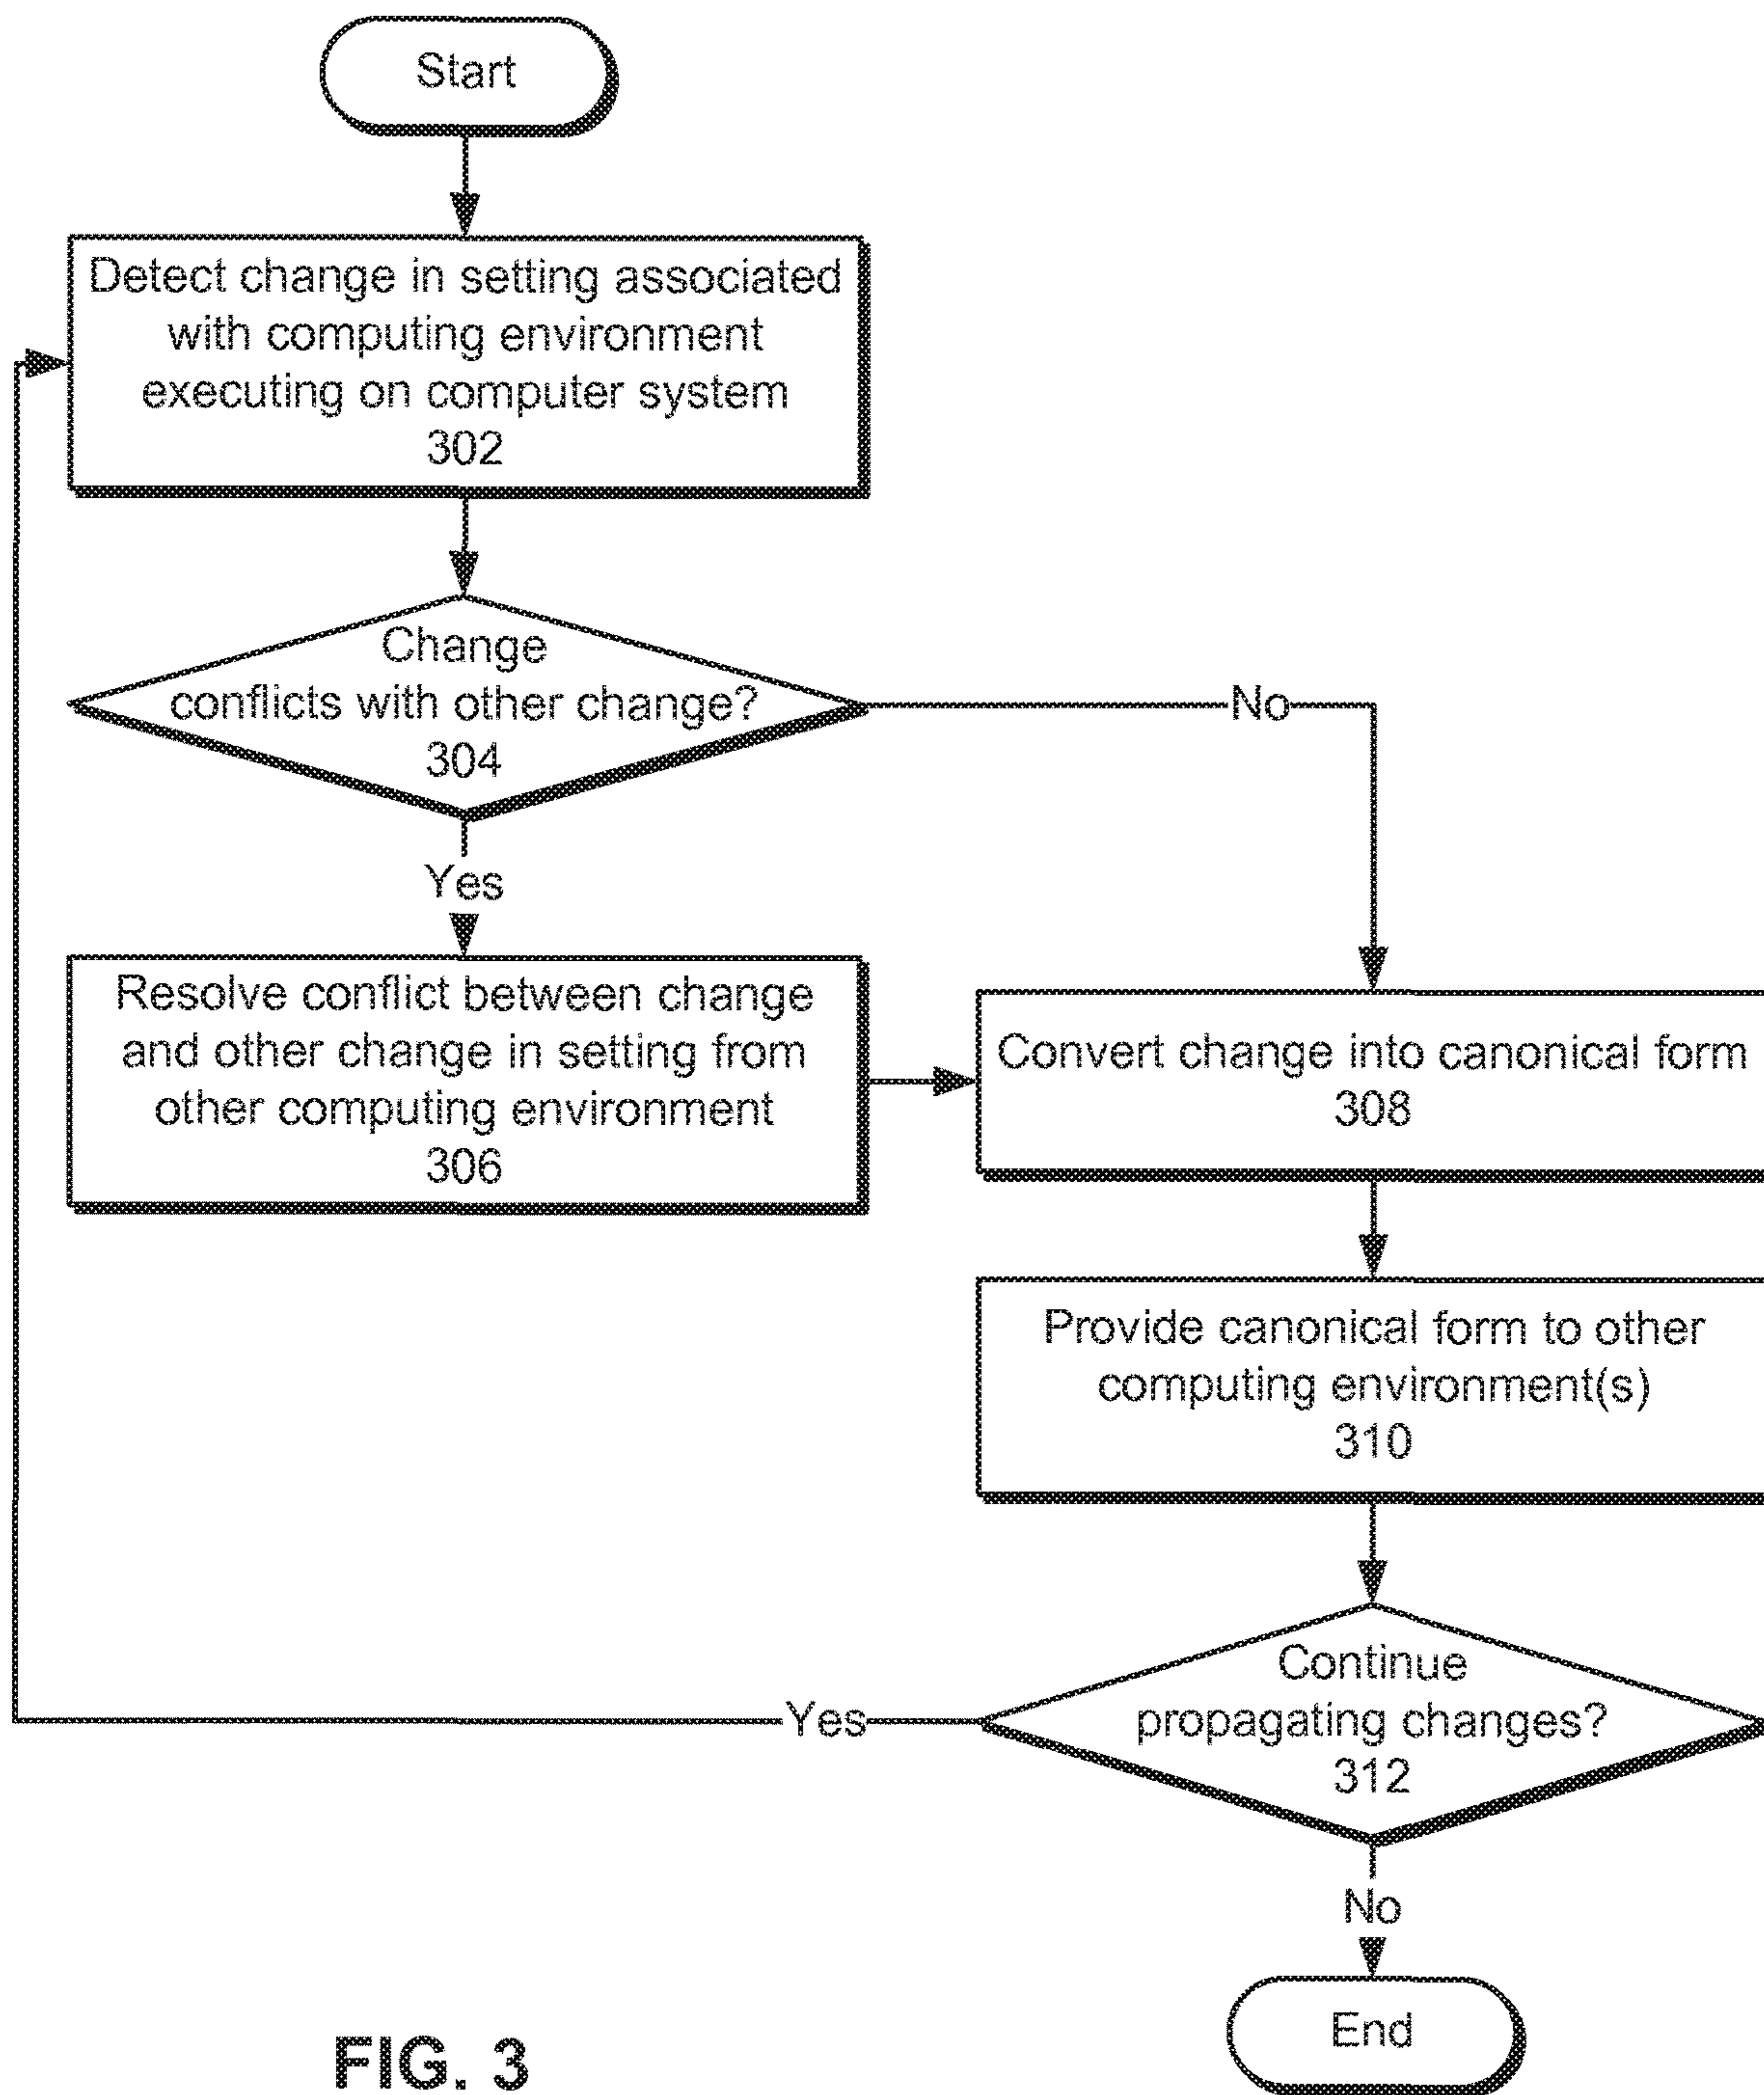 Start
Detect change in setting associated
with computing environment
executing on computer system
302
Change
conflicts with other change?
304
No
Yes
Resolve conflict between change
and other change in setting from
other computing environment
306
Convert change into canonical form
308
Provide canonical form to other
computing environment(s)
310
Continue
propagating changes?
312
Yes
No
End
FIG. 3